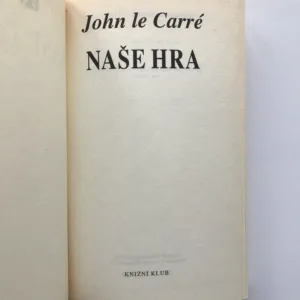 John le Carré
NAŠE HRA
KNIŽNÍ KLUB